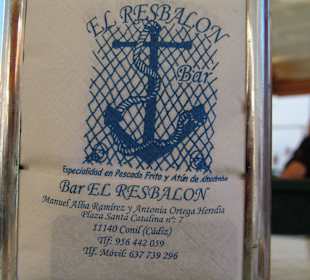 EL RESBALON
Bar
Especialidad en Pescado Frito y Atún de Almadraba
Bar EL RESBALON
Manuel Alba Ramírez y Antonia Ortega Heredia
Plaza Santa Catalina nº: 7
11140 Conil (Cádiz)
Tlf: 956 442 059
Tlf. Móvil: 637 739 296